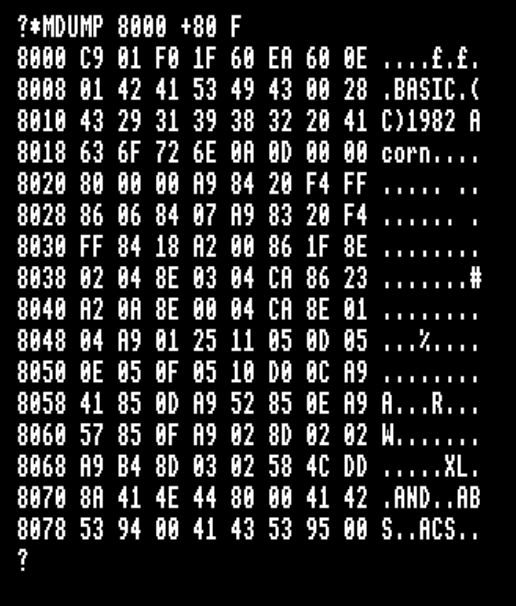 ?*MDUMP 8000 +80 F
8000 C9 01 F0 1F 60 EA 60 0E ....£.£.
8008 01 42 41 53 49 43 00 28 .BASIC.(
8010 43 29 31 39 38 32 20 41 C)1982 A
8018 63 6F 72 6E 0A 0D 00 00 corn....
8020 80 00 00 A9 84 20 F4 FF ..... ..
8028 86 06 84 07 A9 83 20 F4 ...... .
8030 FF 84 18 A2 00 86 1F 8E ........
8038 02 04 8E 03 04 CA 86 23 .......#
8040 A2 0A 8E 00 04 CA 8E 01 ........
8048 04 A9 01 25 11 05 0D 05 ...%....
8050 0E 05 0F 05 10 D0 0C A9 ........
8058 41 85 0D A9 52 85 0E A9 A...R...
8060 57 85 0F A9 02 8D 02 02 W.......
8068 A9 B4 8D 03 02 58 4C DD .....XL.
8070 8A 41 4E 44 80 00 41 42 .AND..AB
8078 53 94 00 41 43 53 95 00 S..ACS..
?